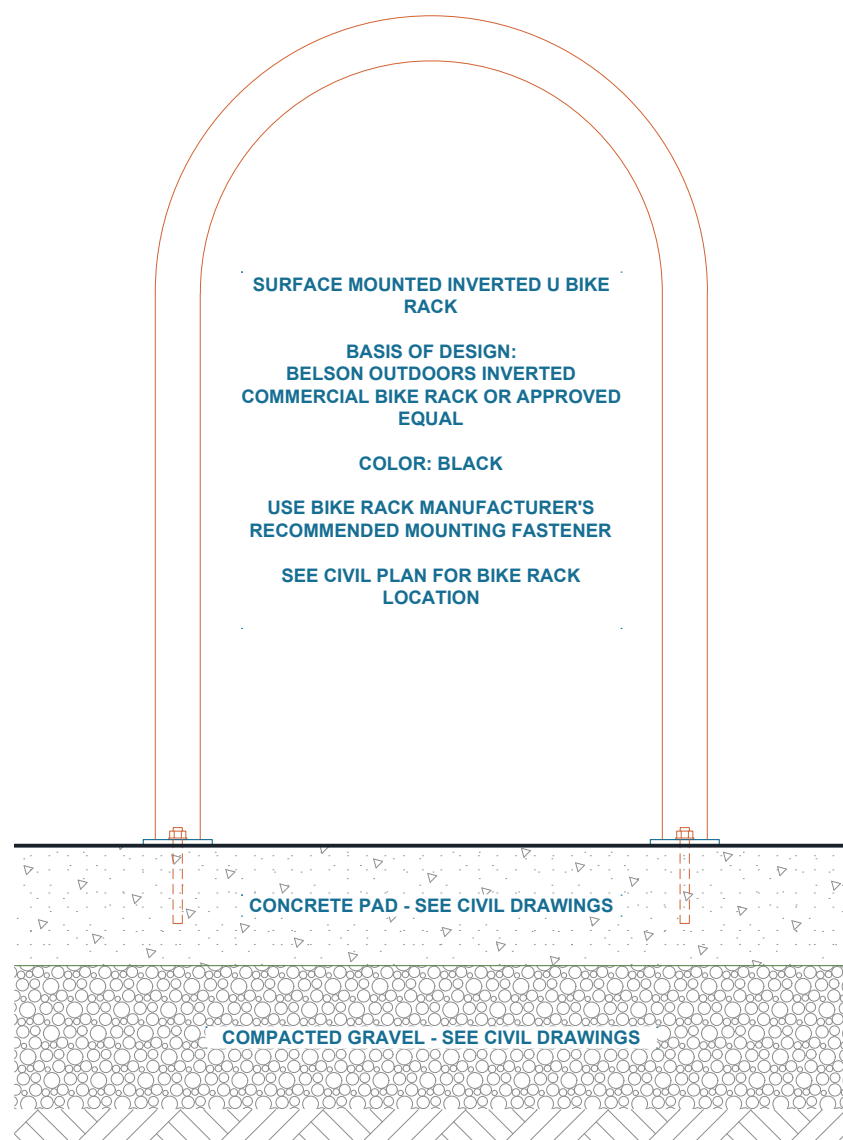 SURFACE MOUNTED INVERTED U BIKE
RACK
BASIS OF DESIGN:
BELSON OUTDOORS INVERTED
COMMERCIAL BIKE RACK OR APPROVED
EQUAL
COLOR: BLACK
USE BIKE RACK MANUFACTURER'S
RECOMMENDED MOUNTING FASTENER
SEE CIVIL PLAN FOR BIKE RACK
LOCATION
CONCRETE PAD - SEE CIVIL DRAWINGS
COMPACTED GRAVEL - SEE CIVIL DRAWINGS